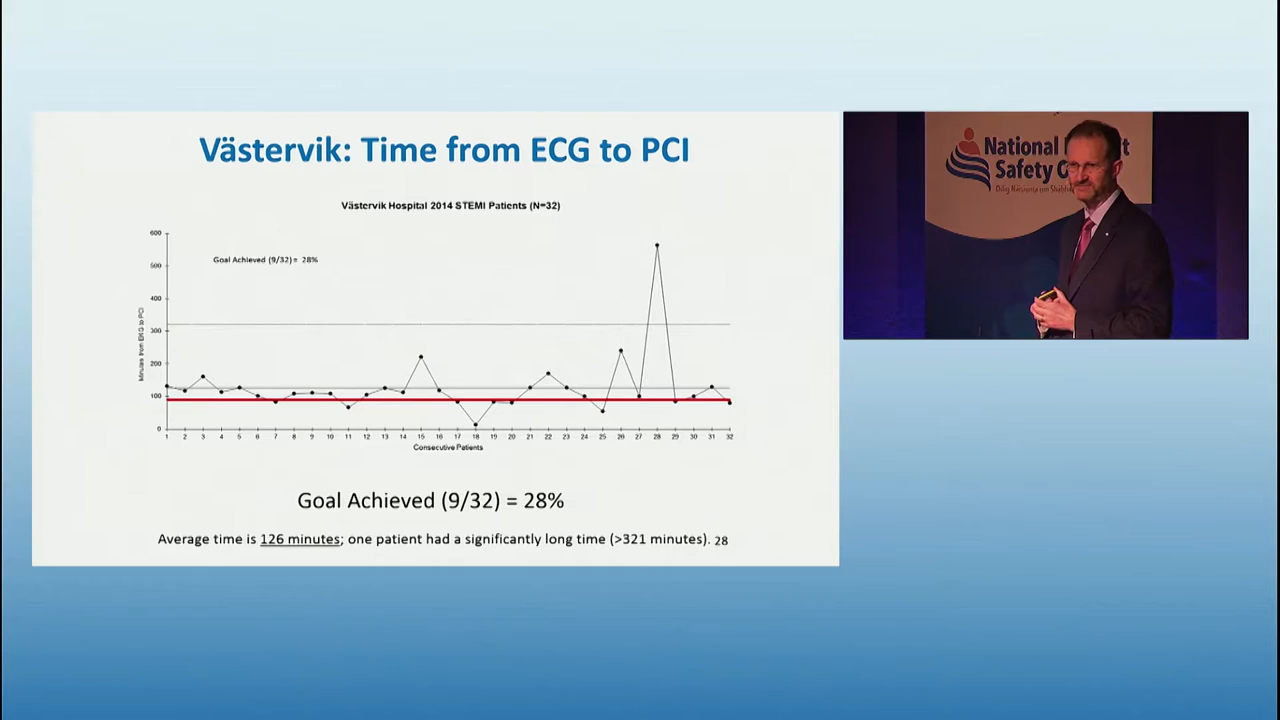 Västervik: Time from ECG to PCI
Västervik Hospital 2014 STEMI Patients (N=32)
Goal Achieved (9/32) = 28%
Minutes from EKG to PCI
600
500
400
300
200
100
0
1 2 3 4 5 6 7 8 9 10 11 12 13 14 15 16 17 18 19 20 21 22 23 24 25 26 27 28 29 30 31 32
Consecutive Patients
Goal Achieved (9/32) = 28%
Average time is 126 minutes; one patient had a significantly long time (>321 minutes). 28
National
Safety